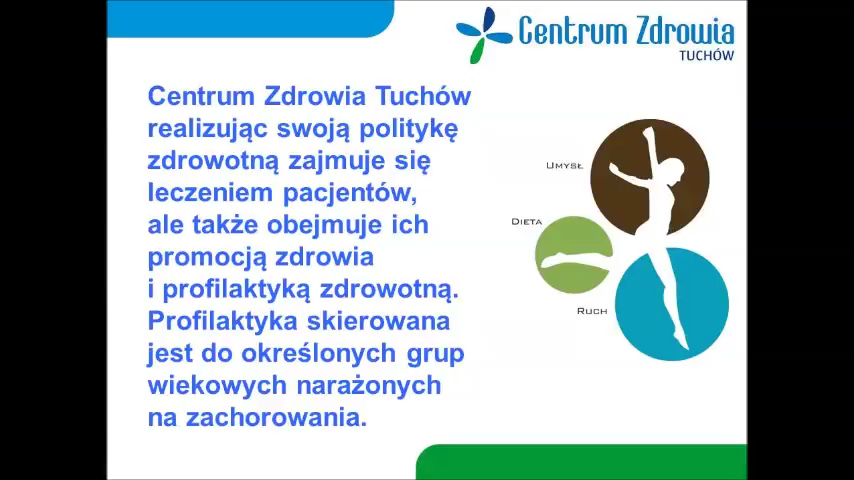 Centrum Zdrowia
TUCHÓW
Centrum Zdrowia Tuchów
realizując swoją politykę
zdrowotną zajmuje się
leczeniem pacjentów,
ale także obejmuje ich
promocją zdrowia
i profilaktyką zdrowotną.
Profilaktyka skierowana
jest do określonych grup
wiekowych narażonych
na zachorowania.
UMYSŁ
DIETA
RUCH